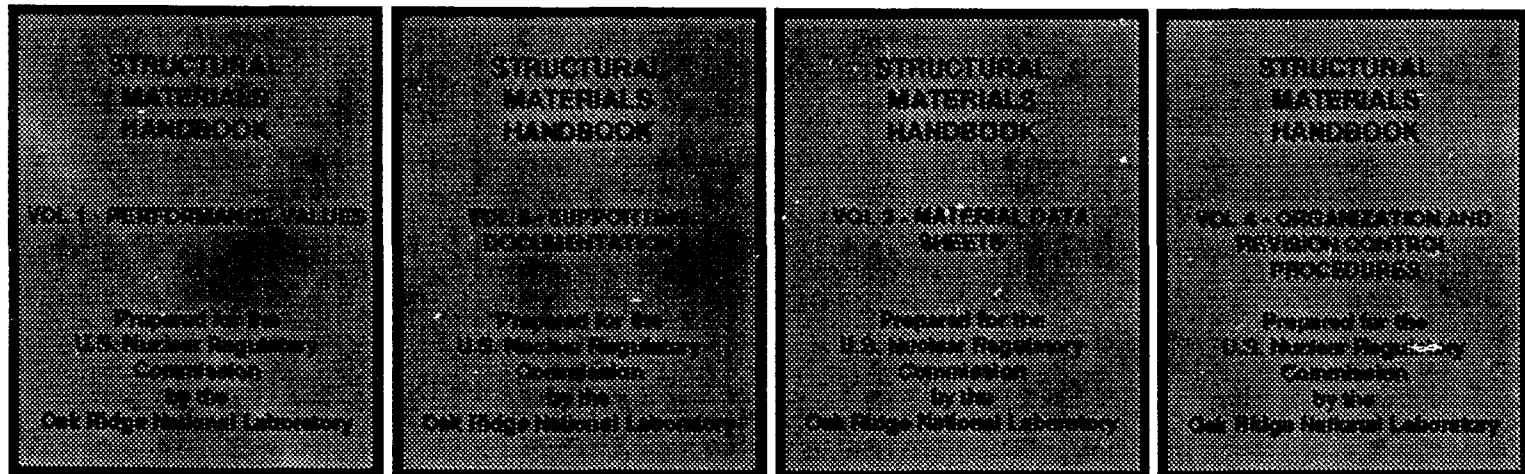 STRUCTURAL
MATERIALS
HANDBOOK
VOL 1 - PERFORMANCE VALUES
Prepared for the
U.S. Nuclear Regulatory
Commission
by the
Oak Ridge National Laboratory
STRUCTURAL
MATERIALS
HANDBOOK
VOL 2 - SUPPORTING
DOCUMENTATION
Prepared for the
U.S. Nuclear Regulatory
Commission
by the
Oak Ridge National Laboratory
STRUCTURAL
MATERIALS
HANDBOOK
VOL 3 - MATERIAL DATA
SHEETS
Prepared for the
U.S. Nuclear Regulatory
Commission
by the
Oak Ridge National Laboratory
STRUCTURAL
MATERIALS
HANDBOOK
VOL 4 - ORGANIZATION AND
REVISION CONTROL
PROCEDURES
Prepared for the
U.S. Nuclear Regulatory
Commission
by the
Oak Ridge National Laboratory